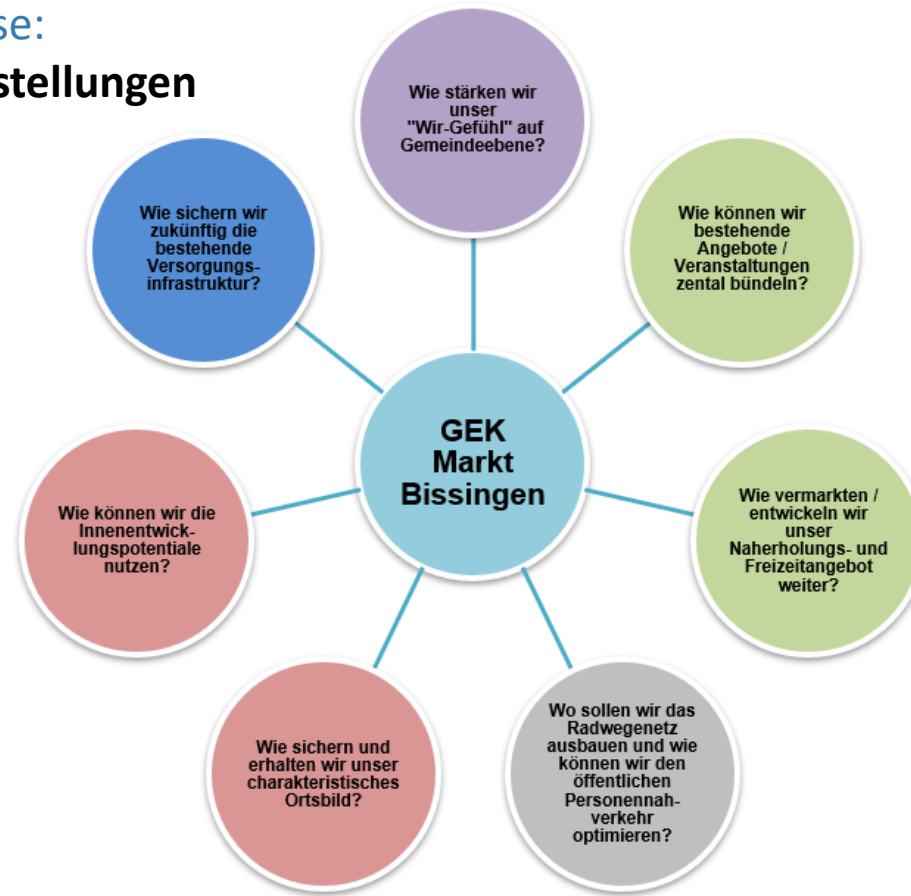 se:
stellungen
Wie stärken wir
unser
"Wir-Gefühl" auf
Gemeindeebene?
Wie können wir
bestehende
Angebote /
Veranstaltungen
zental bündeln?
Wie vermarkten /
entwickeln wir
unser
Naherholungs- und
Freizeitangebot
weiter?
Wo sollen wir das
Radwegenetz
ausbauen und wie
können wir den
öffentlichen
Personennah-
verkehr
optimieren?
Wie sichern und
erhalten wir unser
charakteristisches
Ortsbild?
Wie können wir die
Innenentwick-
lungspotentiale
nutzen?
Wie sichern wir
zukünftig die
bestehende
Versorgungs-
infrastruktur?
GEK
Markt
Bissingen